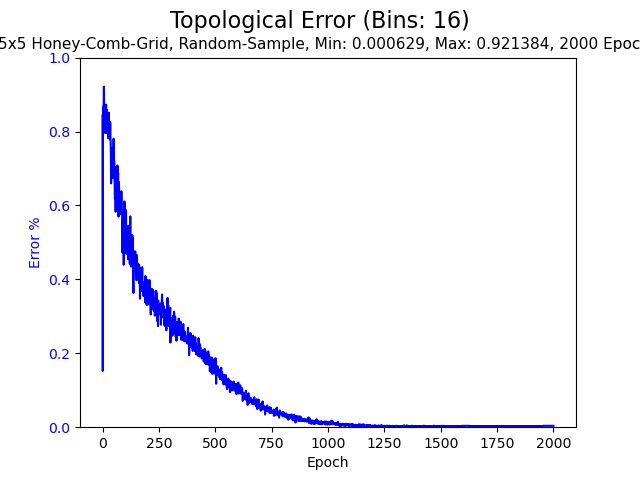 Topological Error (Bins: 16)
5x5 Honey-Comb-Grid, Random-Sample, Min: 0.000629, Max: 0.921384, 2000 Epoc
1.0
0.8
0.6
0.4
0.2
0.0
Error %
0 250 500 750 1000 1250 1500 1750 2000
Epoch